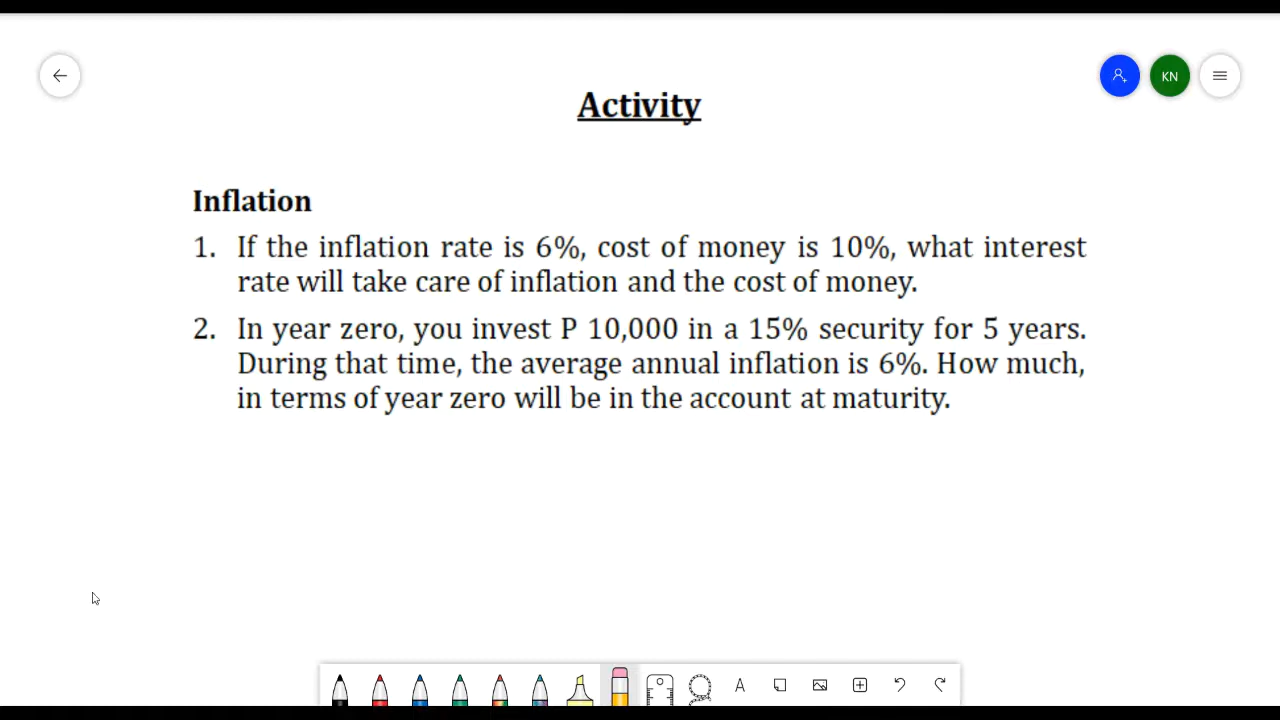 KN
Activity
Inflation
1. If the inflation rate is 6%, cost of money is 10%, what interest
rate will take care of inflation and the cost of money.
2. In year zero, you invest P 10,000 in a 15% security for 5 years.
During that time, the average annual inflation is 6%. How much,
in terms of year zero will be in the account at maturity.
A